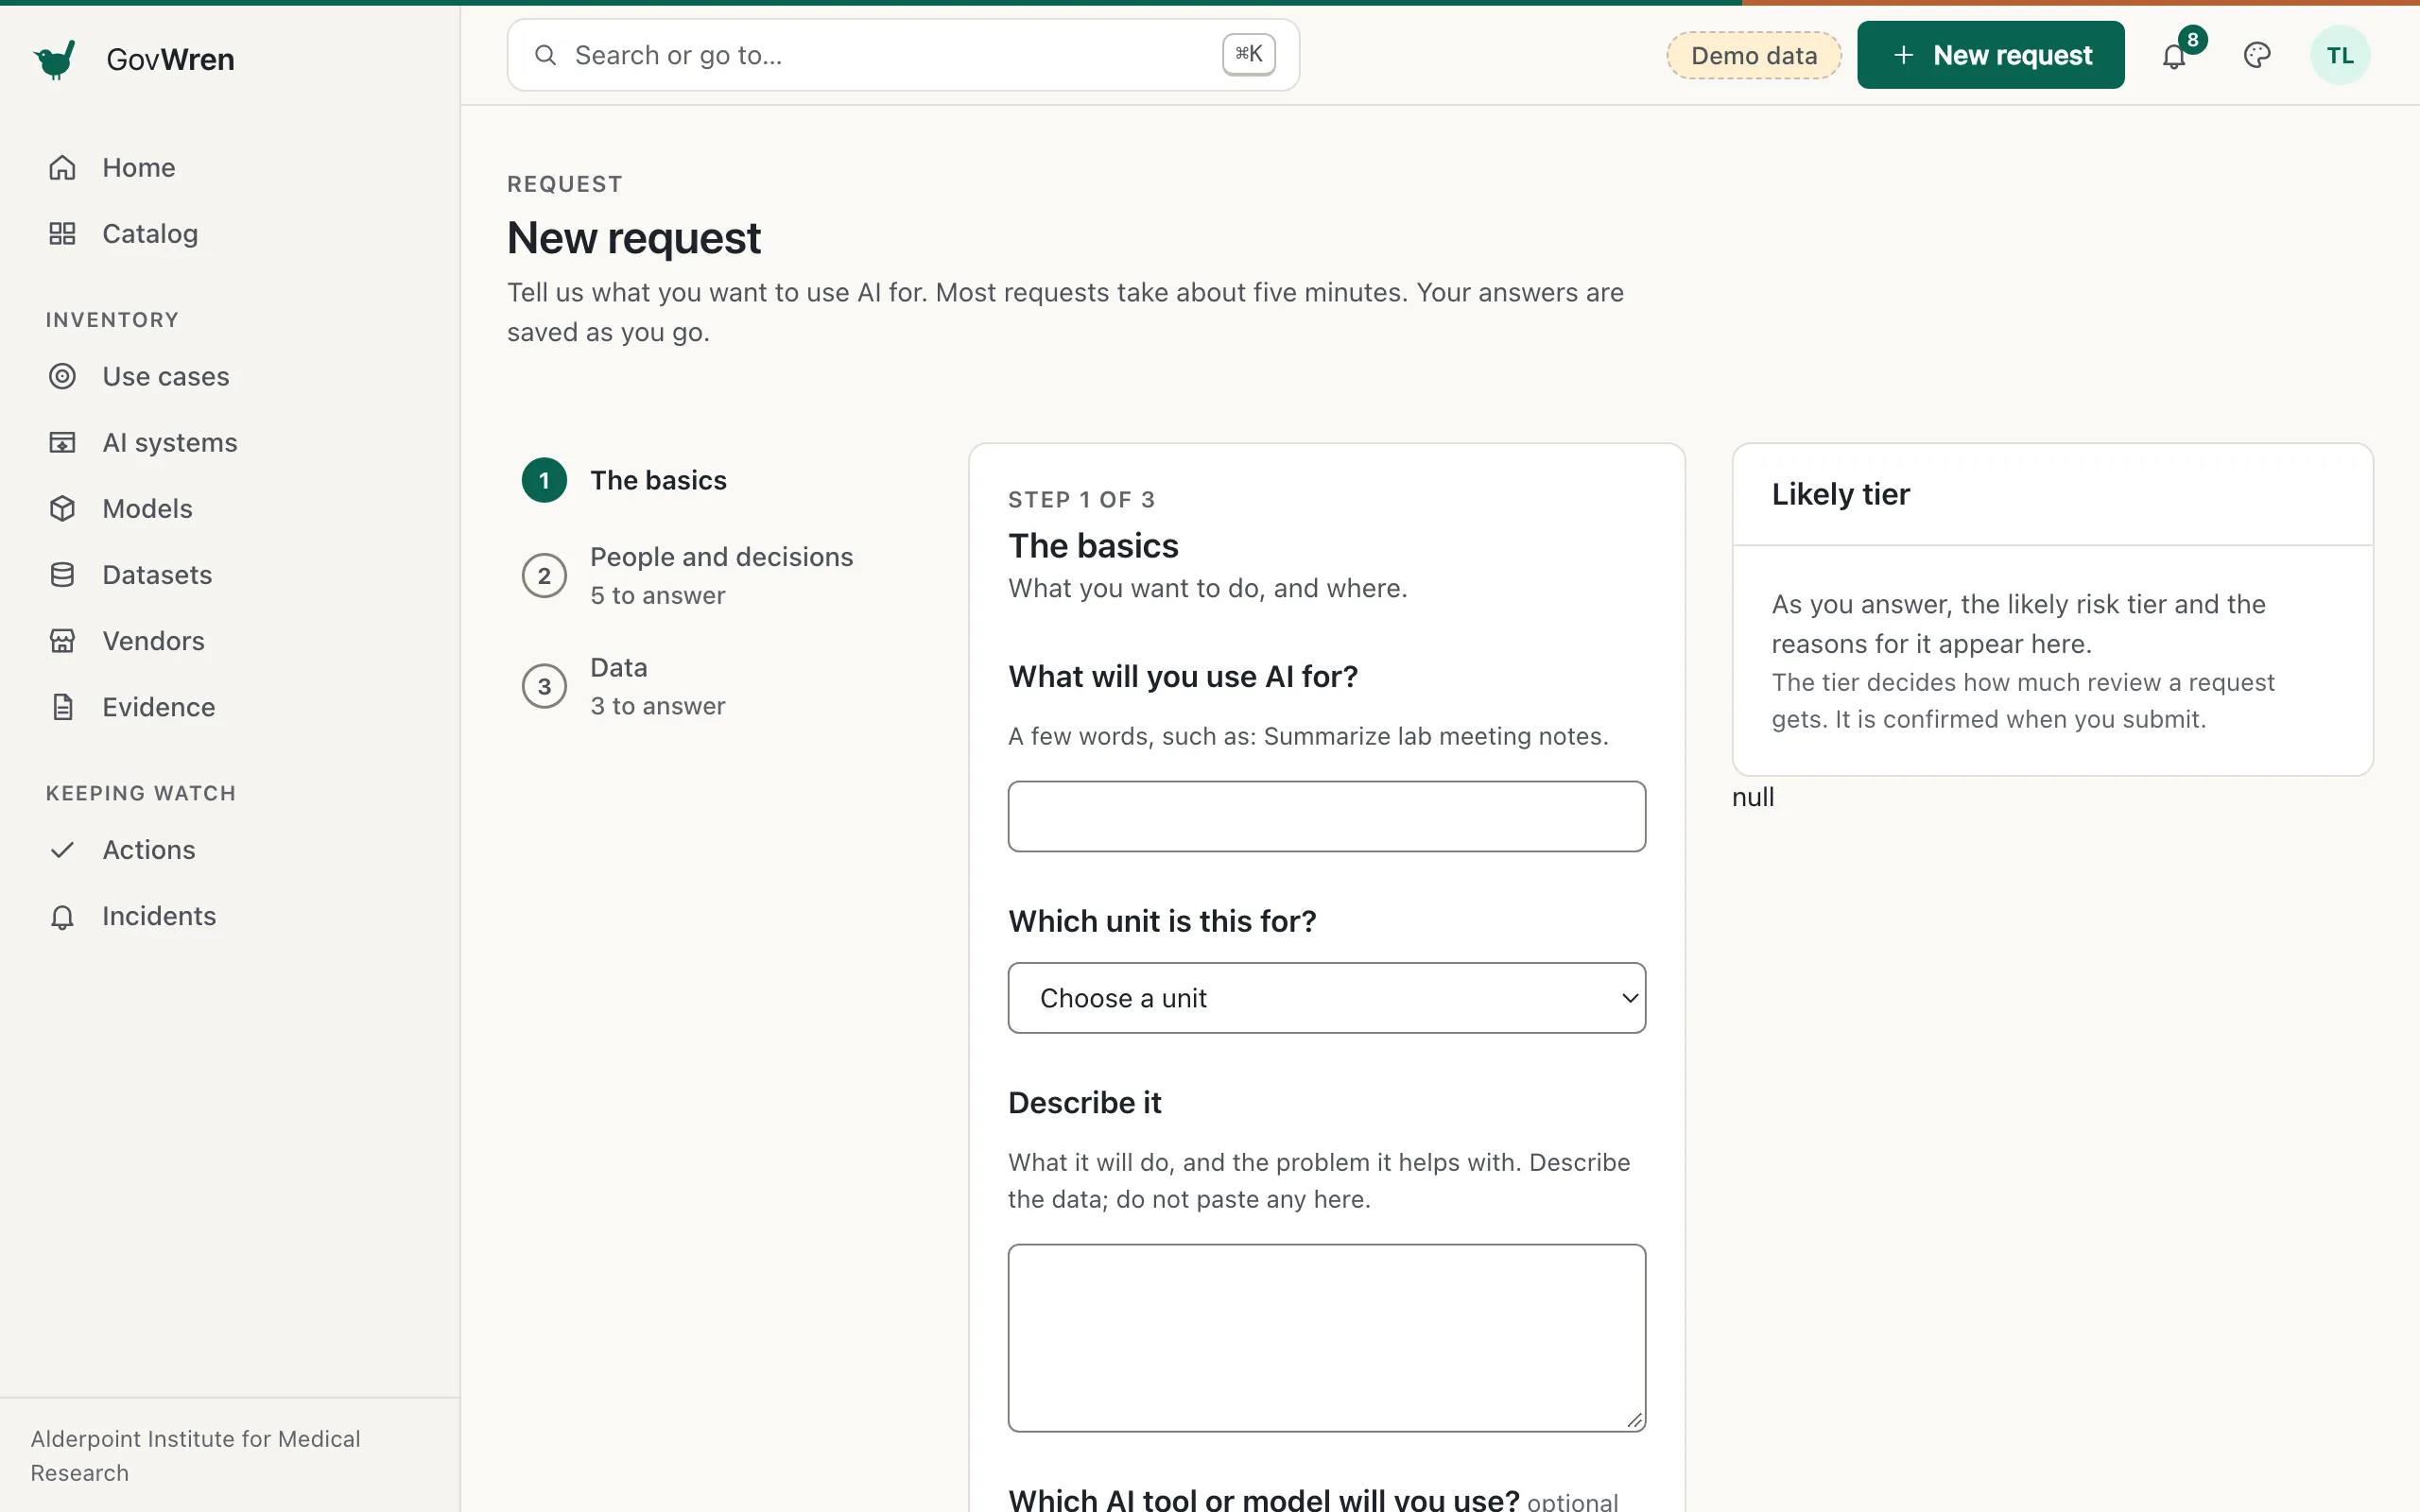 GovWren
Search or go to...
⌘K
Demo data
+ New request
8
TL
Home
Catalog
INVENTORY
Use cases
AI systems
Models
Datasets
Vendors
Evidence
KEEPING WATCH
Actions
Incidents
Alderpoint Institute for Medical
Research
REQUEST
New request
Tell us what you want to use AI for. Most requests take about five minutes. Your answers are
saved as you go.
1 The basics
2 People and decisions
5 to answer
3 Data
3 to answer
STEP 1 OF 3
The basics
What you want to do, and where.
What will you use AI for?
A few words, such as: Summarize lab meeting notes.
Which unit is this for?
Choose a unit
Describe it
What it will do, and the problem it helps with. Describe
the data; do not paste any here.
Which AI tool or model will you use? optional
Likely tier
As you answer, the likely risk tier and the
reasons for it appear here.
The tier decides how much review a request
gets. It is confirmed when you submit.
null